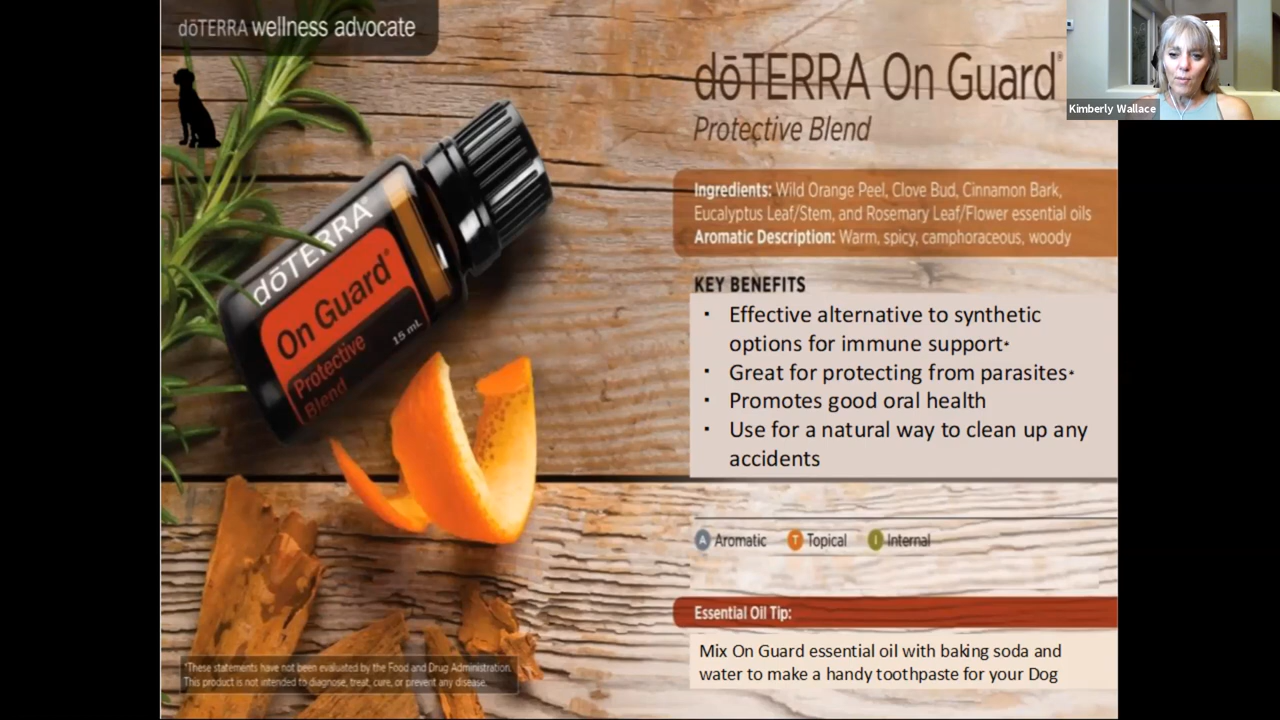 dōTERRA wellness advocate
dōTERRA On Guard®
Protective Blend
Kimberly Wallace
dōTERRA®
On Guard®
Protective
Blend
15 mL
Ingredients: Wild Orange Peel, Clove Bud, Cinnamon Bark,
Eucalyptus Leaf/Stem, and Rosemary Leaf/Flower essential oils
Aromatic Description: Warm, spicy, camphoraceous, woody
KEY BENEFITS
▪ Effective alternative to synthetic
options for immune support*
▪ Great for protecting from parasites*
▪ Promotes good oral health
▪ Use for a natural way to clean up any
accidents
A Aromatic T Topical I Internal
Essential Oil Tip:
Mix On Guard essential oil with baking soda and
water to make a handy toothpaste for your Dog
*These statements have not been evaluated by the Food and Drug Administration.
This product is not intended to diagnose, treat, cure, or prevent any disease.